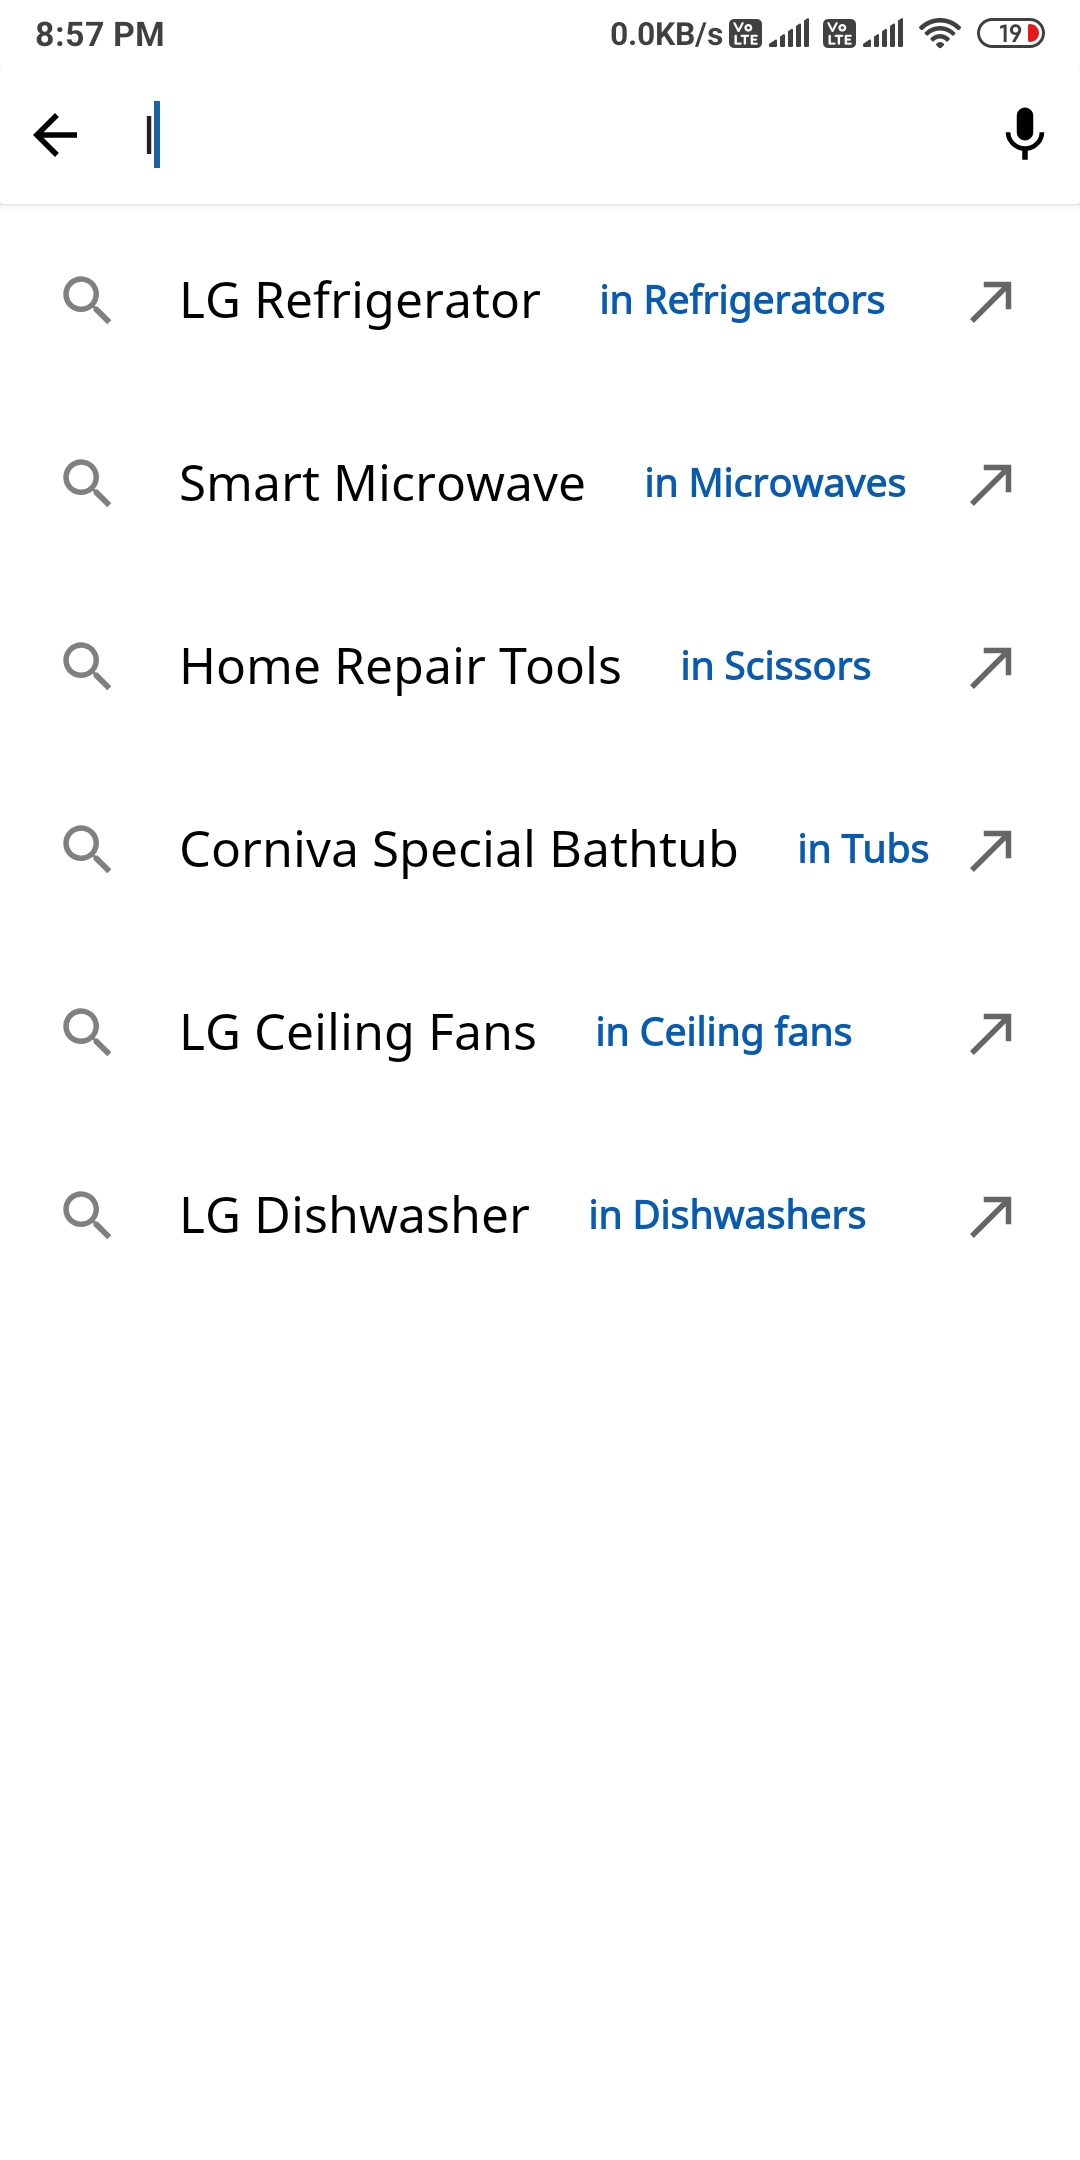 8:57 PM 0.0KB/s Vo LTE Vo LTE 19
l
LG Refrigerator in Refrigerators
Smart Microwave in Microwaves
Home Repair Tools in Scissors
Corniva Special Bathtub in Tubs
LG Ceiling Fans in Ceiling fans
LG Dishwasher in Dishwashers